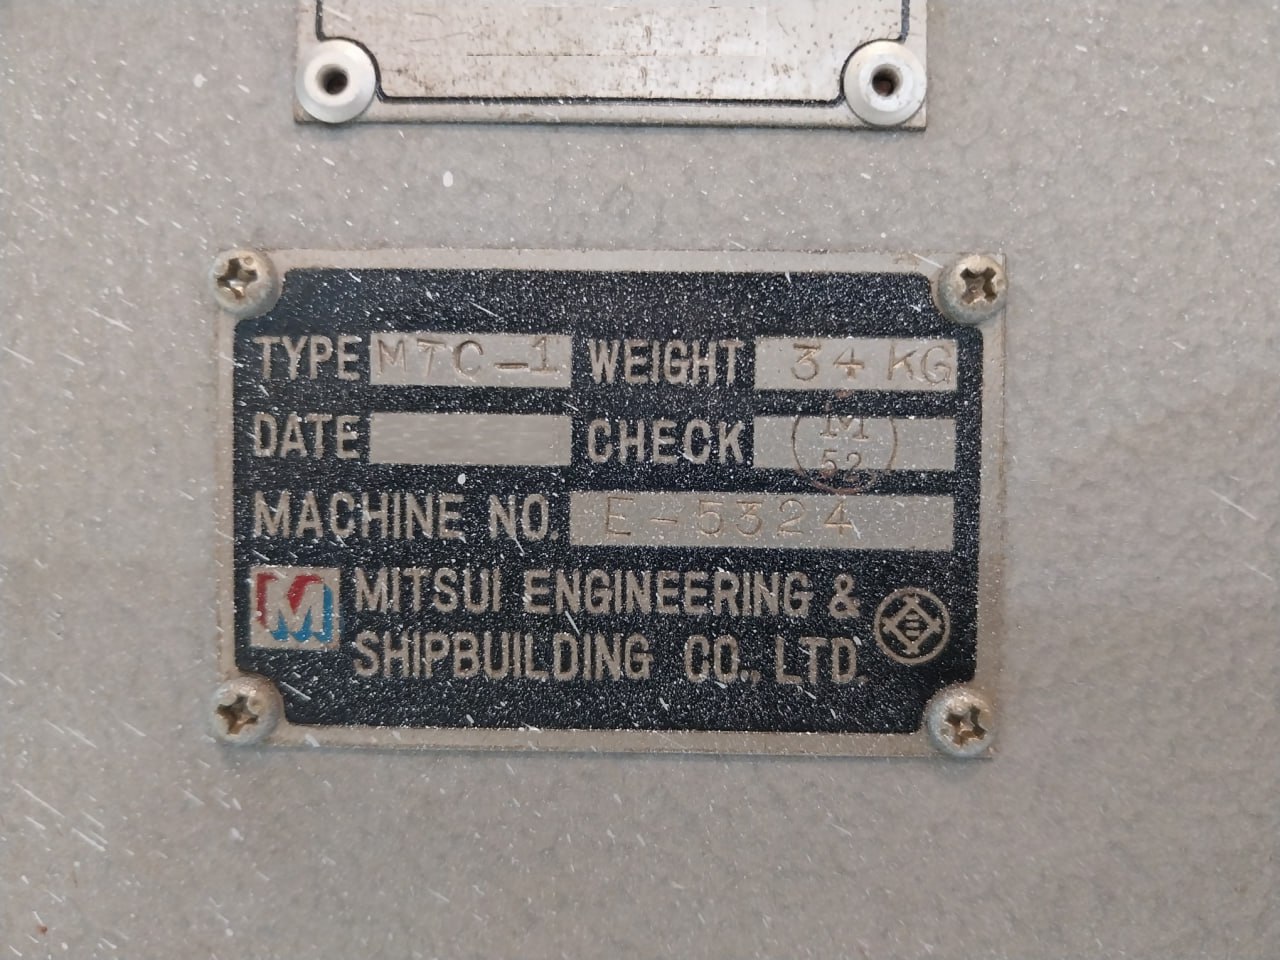 TYPE MTC-1 WEIGHT 34 KG
DATE CHECK M
52
MACHINE NO. E-5324
M MITSUI ENGINEERING &
SHIPBUILDING CO., LTD.